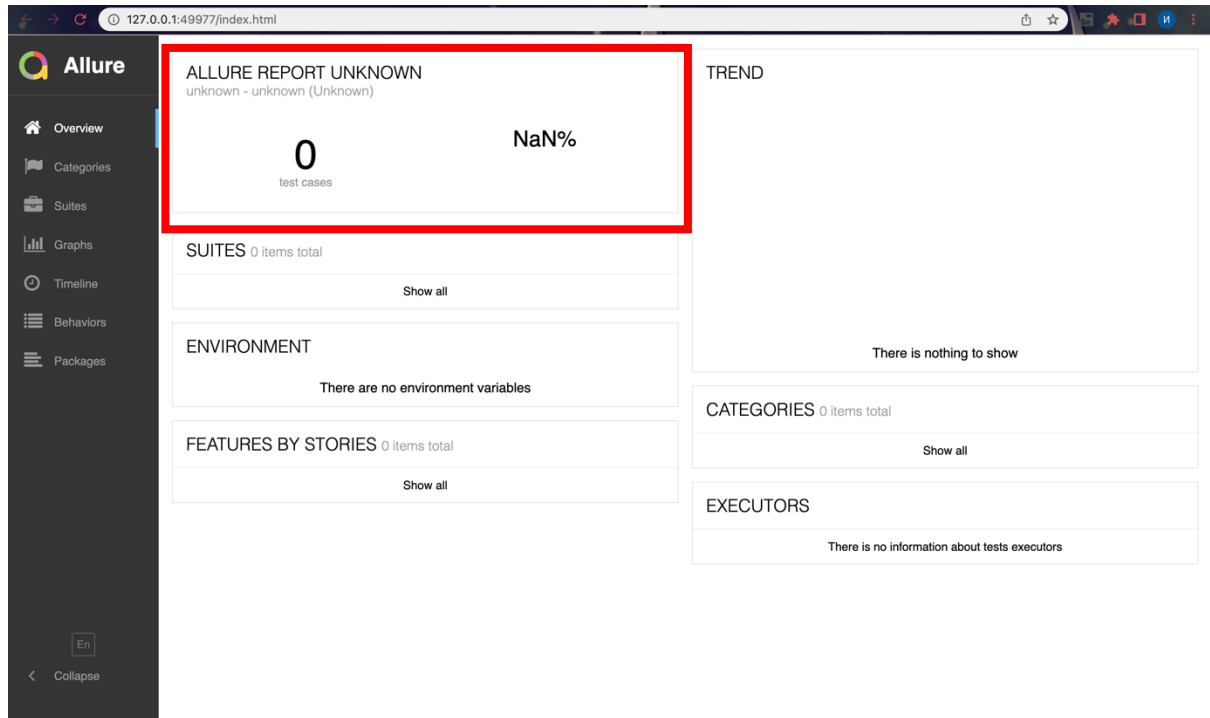 127.0.0.1:49977/index.html
И
Allure
Overview
Categories
Suites
Graphs
Timeline
Behaviors
Packages
En
Collapse
ALLURE REPORT UNKNOWN
unknown - unknown (Unknown)
0
test cases
NaN%
SUITES 0 items total
Show all
ENVIRONMENT
There are no environment variables
FEATURES BY STORIES 0 items total
Show all
TREND
There is nothing to show
CATEGORIES 0 items total
Show all
EXECUTORS
There is no information about tests executors